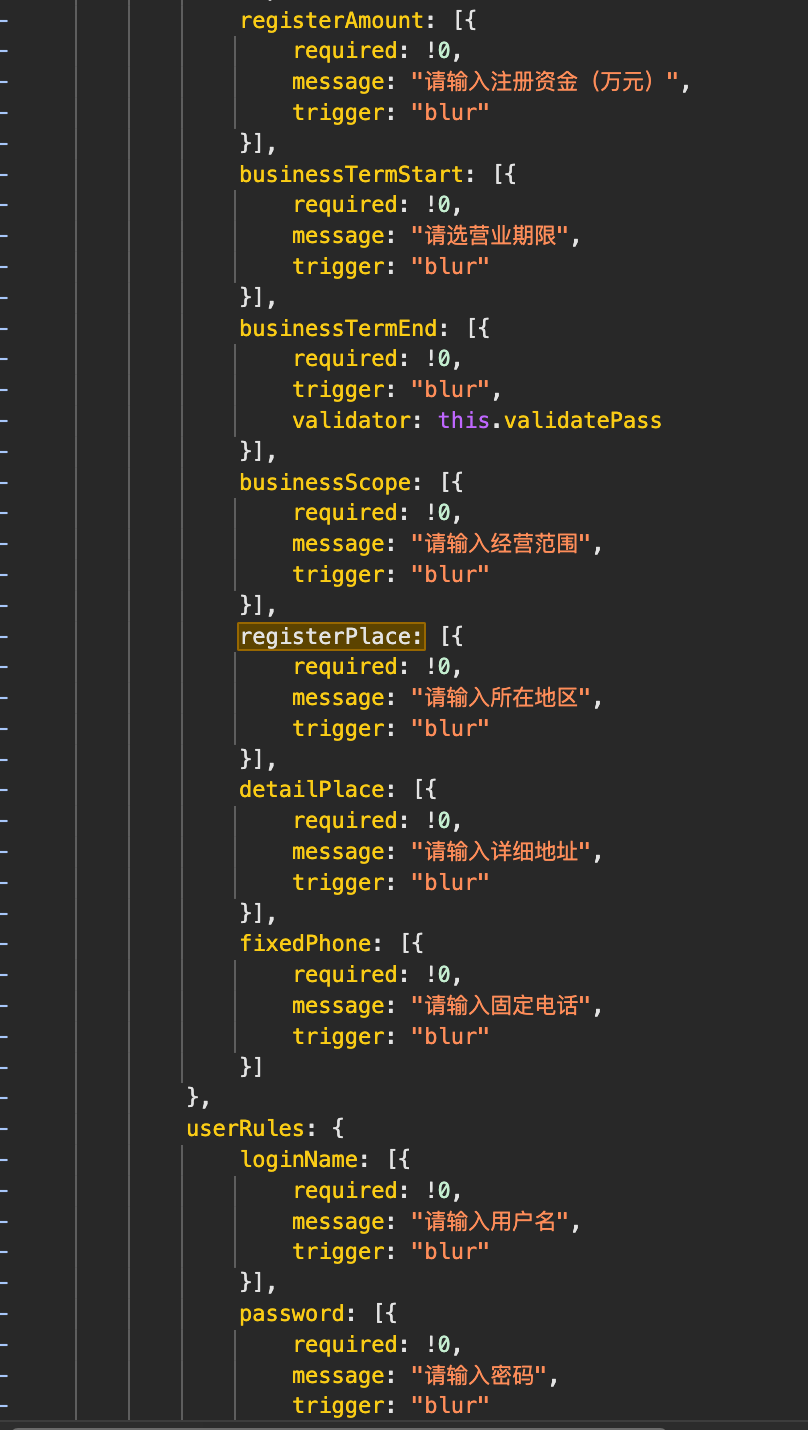 registerAmount: [{
required: !0,
message: "请输入注册资金（万元）",
trigger: "blur"
}],
businessTermStart: [{
required: !0,
message: "请选营业期限",
trigger: "blur"
}],
businessTermEnd: [{
required: !0,
trigger: "blur",
validator: this.validatePass
}],
businessScope: [{
required: !0,
message: "请输入经营范围",
trigger: "blur"
}],
registerPlace: [{
required: !0,
message: "请输入所在地区",
trigger: "blur"
}],
detailPlace: [{
required: !0,
message: "请输入详细地址",
trigger: "blur"
}],
fixedPhone: [{
required: !0,
message: "请输入固定电话",
trigger: "blur"
}]
},
userRules: {
loginName: [{
required: !0,
message: "请输入用户名",
trigger: "blur"
}],
password: [{
required: !0,
message: "请输入密码",
trigger: "blur"